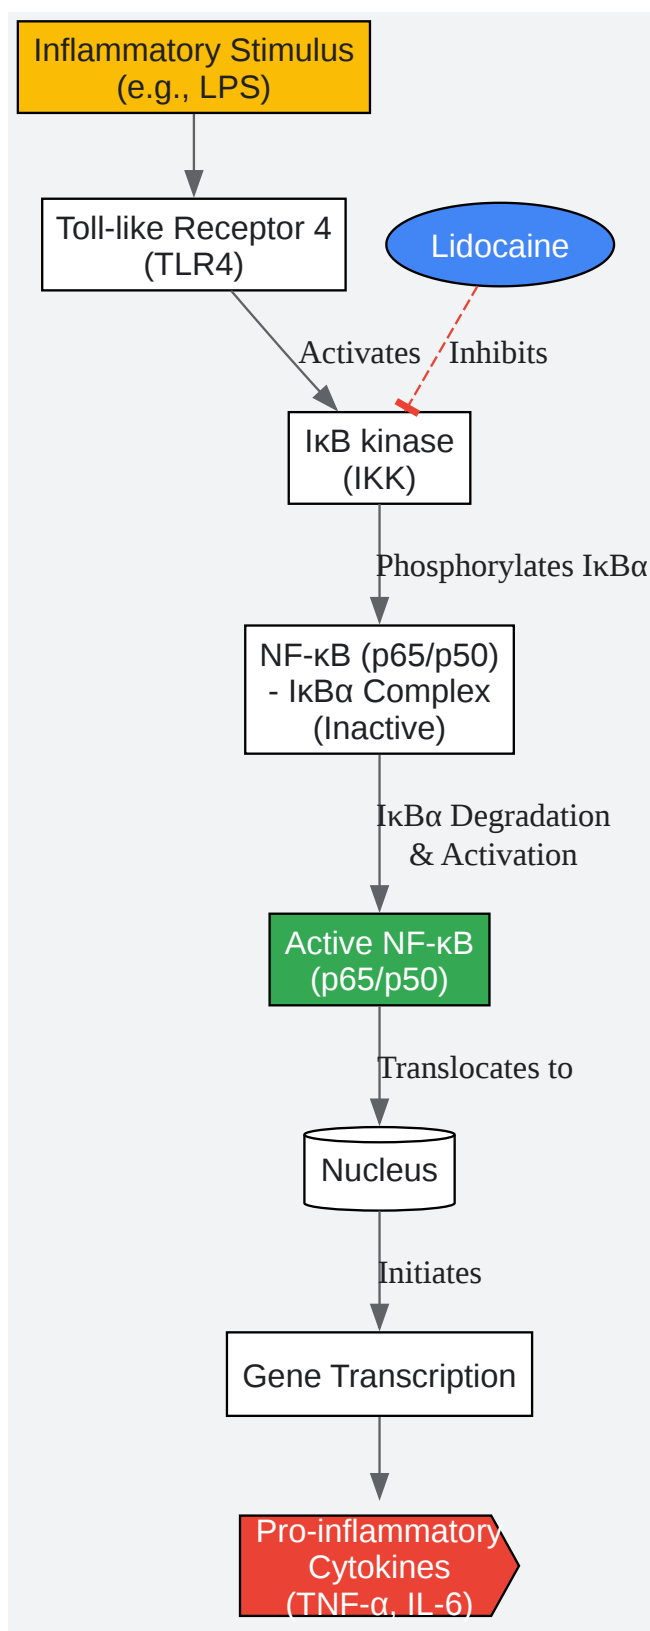 Inflammatory Stimulus
(e.g., LPS)
Toll-like Receptor 4
(TLR4)
Lidocaine
Activates
Inhibits
IκB kinase
(IKK)
Phosphorylates IκBα
NF-κB (p65/p50)
- IκBα Complex
(Inactive)
IκBα Degradation
& Activation
Active NF-κB
(p65/p50)
Translocates to
Nucleus
Initiates
Gene Transcription
Pro-inflammatory
Cytokines
(TNF-α, IL-6)